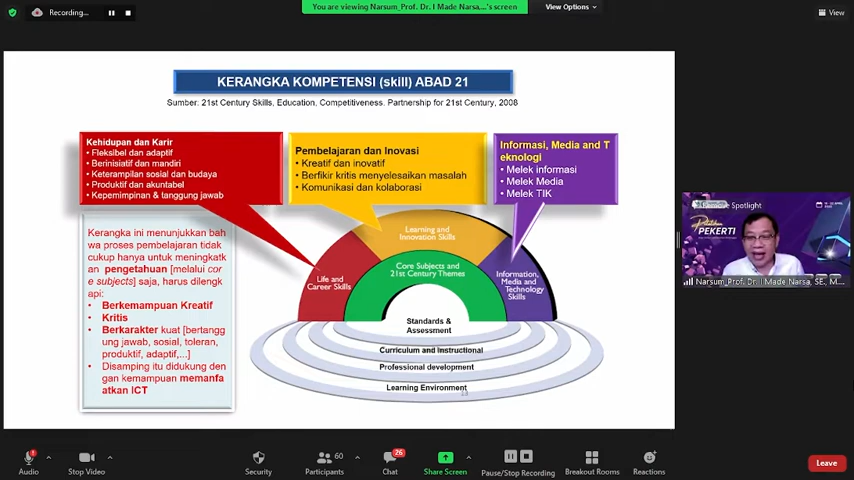 Recording...
You are viewing Narsum_Prof. Dr. I Made Narsa,...'s screen
View Options
View
KERANGKA KOMPETENSI (skill) ABAD 21
Sumber. 21st Century Skills, Education, Competitiveness. Partnership for 21st Century, 2008
Kehidupan dan Karir
• Fleksibel dan adaptif
• Berinisiatif dan mandiri
• Keterampilan sosial dan budaya
• Produktif dan akuntabel
• Kepemimpinan & tanggung jawab
Pembelajaran dan Inovasi
• Kreatif dan inovatif
• Berfikir kritis menyelesaikan masalah
• Komunikasi dan kolaborasi
Informasi, Media and T
eknologi
• Melek informasi
• Melek Media
• Melek TIK
Kerangka ini menunjukkan bah
wa proses pembelajaran tidak
cukup hanya untuk meningkat
kan pengetahuan [melalui cor
e subjects] saja, harus dilengk
api:
• Berkemampuan Kreatif
• Kritis
• Berkarakter kuat [bertangg
ung jawab, sosial, toleran,
produktif, adaptif,...]
• Disamping itu didukung den
gan kemampuan memanfa
atkan ICT
Learning and
Innovation Skills
Core Subjects and
21st Century Themes
Life and
Career Skills
Information,
Media and
Technology
Skills
Standards &
Assessment
Curriculum and Instructional
Professional development
Learning Environment
Spotlight
PEKERTI
Narsum_Prof. Dr. I Made Narsa, SE., M....
Audio
Stop Video
Security
60
Participants
26
Chat
Share Screen
Pause/Stop Recording
Breakout Rooms
Reactions
Leave